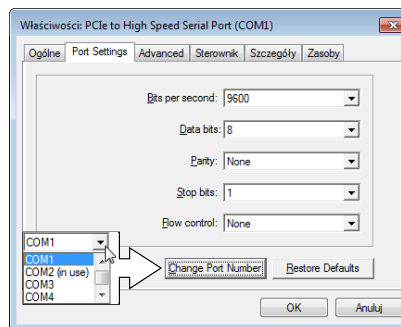 Właściwości: PCIe to High Speed Serial Port (COM1)
Ogólne Port Settings Advanced Sterownik Szczegóły Zasoby
Bits per second: 9600
Data bits: 8
Parity: None
Stop bits: 1
Flow control: None
COM1
COM1
COM2 (in use)
COM3
COM4
Change Port Number Restore Defaults
OK Anuluj